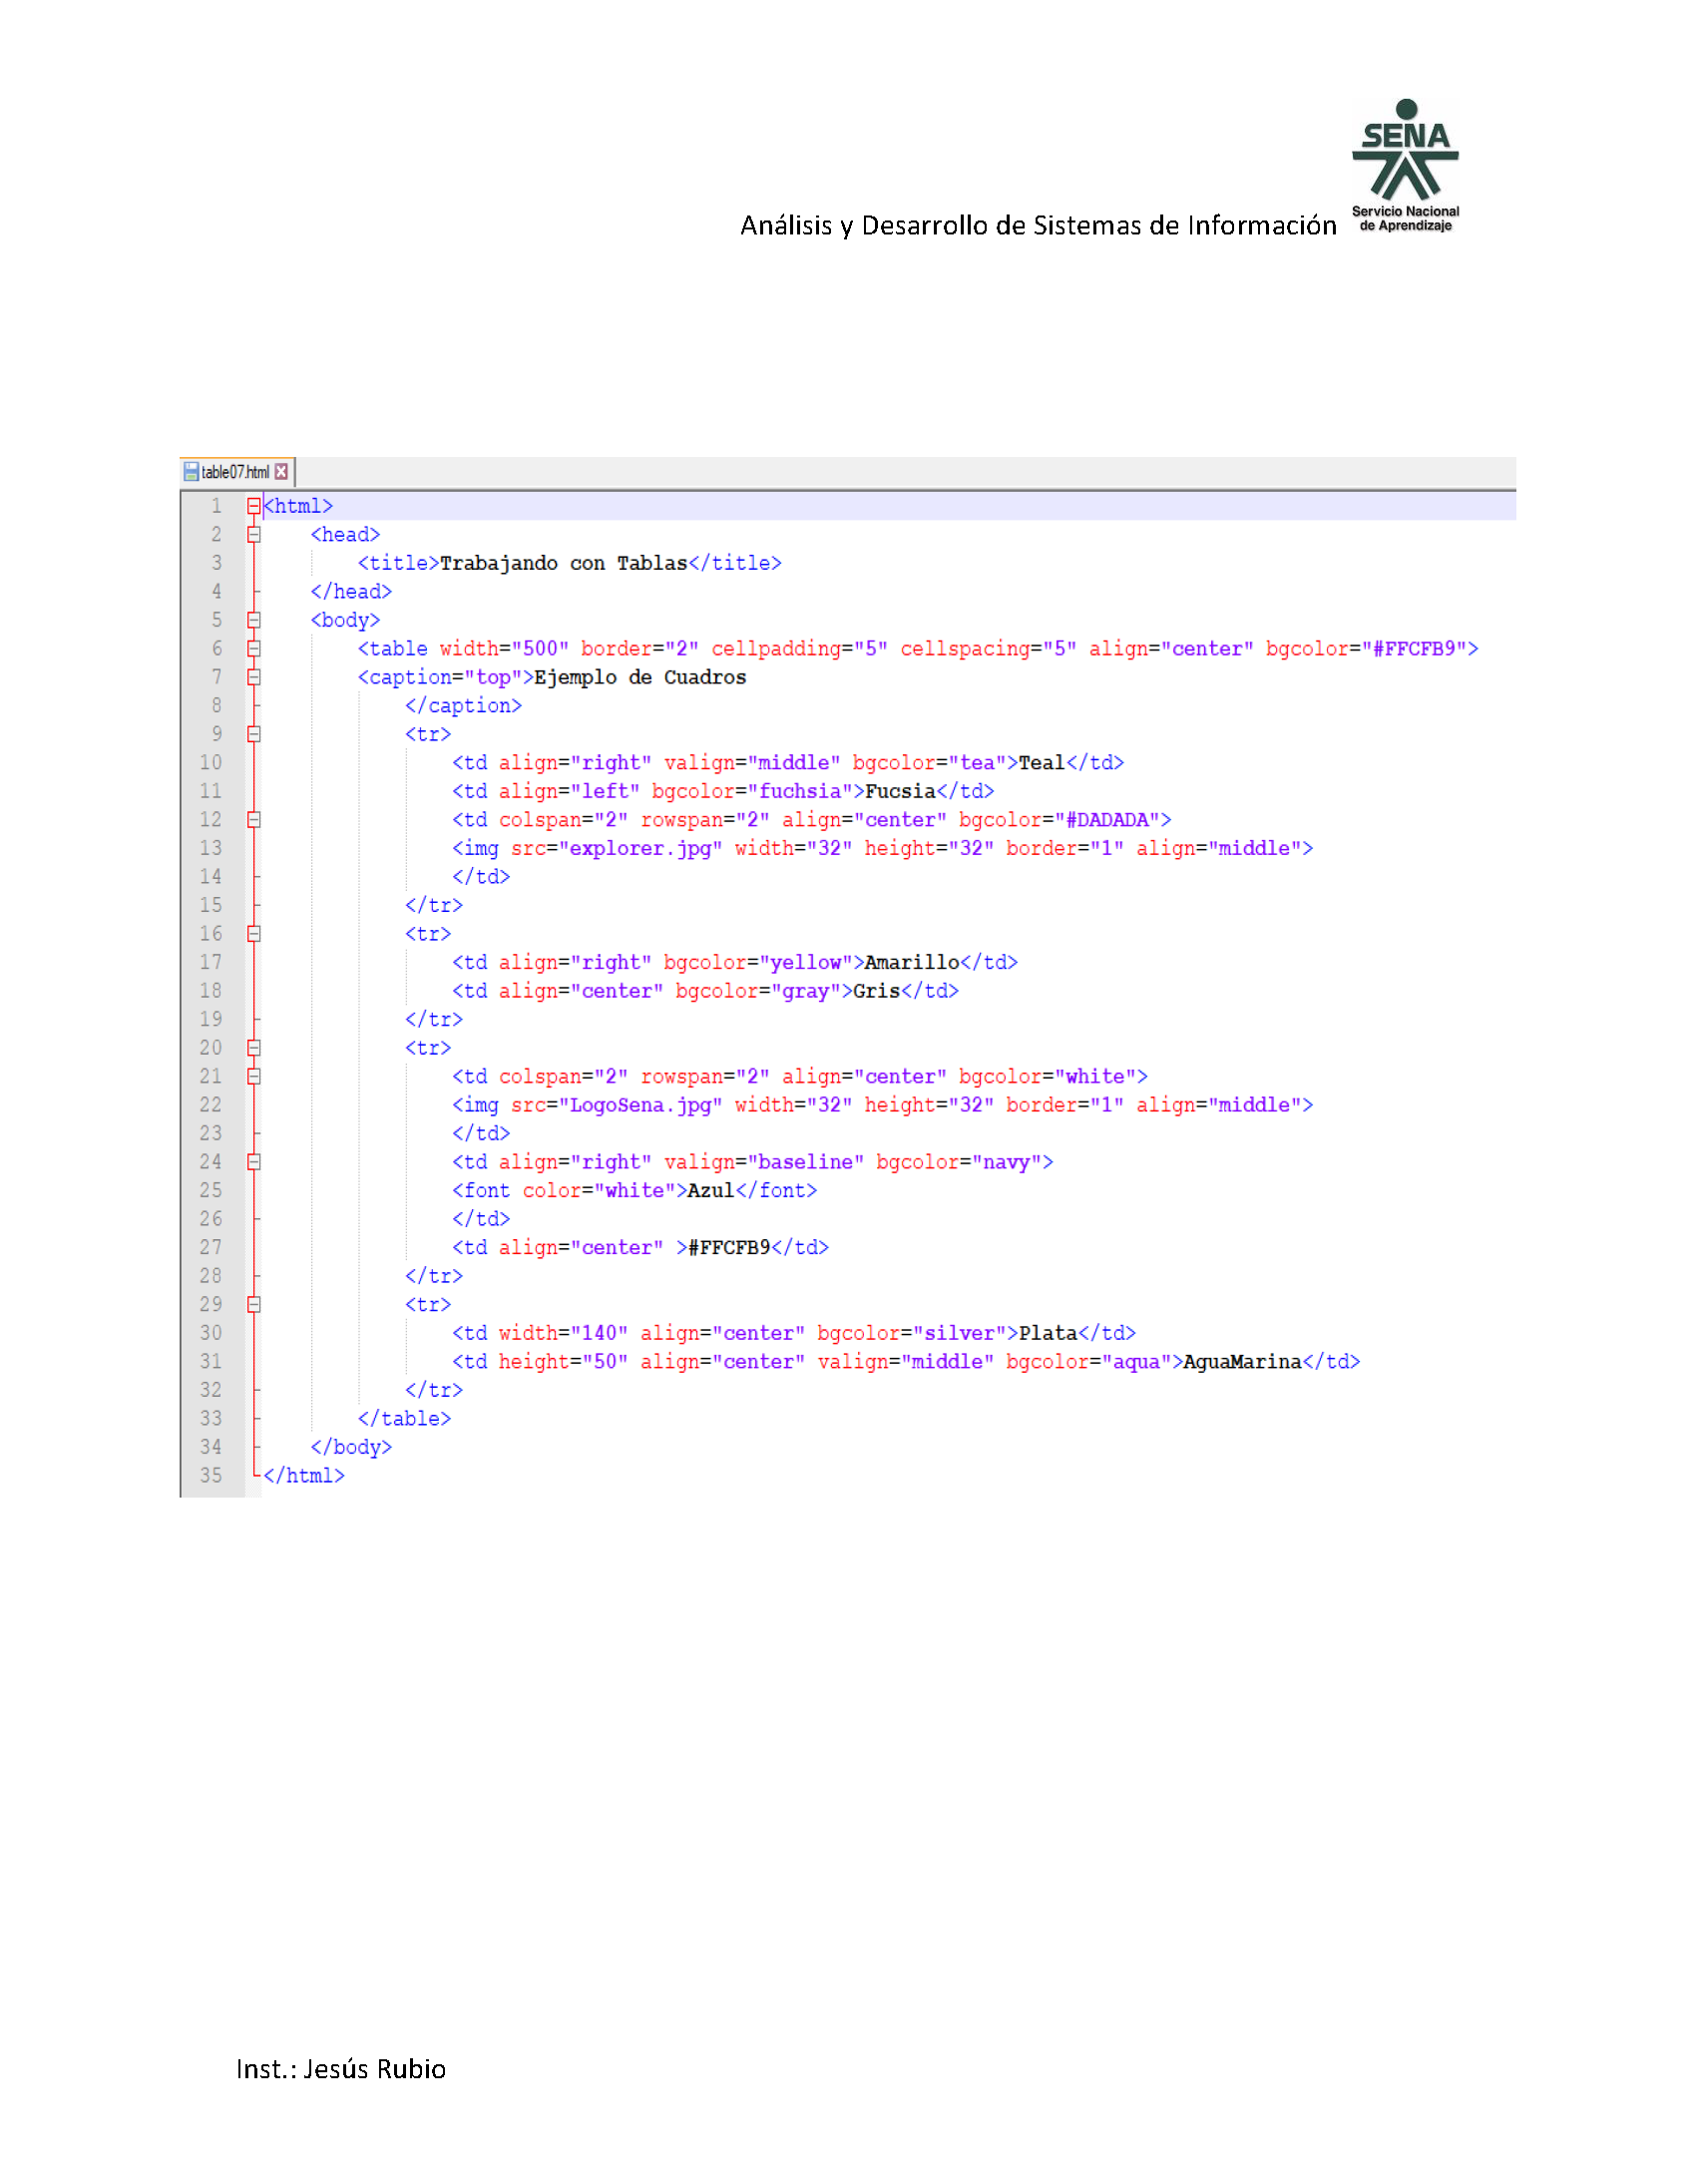 SENA
Servicio Nacional
de Aprendizaje
Análisis y Desarrollo de Sistemas de Información
table07.html
1 <html>
2 <head>
3 <title>Trabajando con Tablas</title>
4 </head>
5 <body>
6 <table width="500" border="2" cellpadding="5" cellspacing="5" align="center" bgcolor="#FFCFB9">
7 <caption="top">Ejemplo de Cuadros
8 </caption>
9 <tr>
10 <td align="right" valign="middle" bgcolor="tea">Teal</td>
11 <td align="left" bgcolor="fuchsia">Fucsia</td>
12 <td colspan="2" rowspan="2" align="center" bgcolor="#DADADA">
13 <img src="explorer.jpg" width="32" height="32" border="1" align="middle">
14 </td>
15 </tr>
16 <tr>
17 <td align="right" bgcolor="yellow">Amarillo</td>
18 <td align="center" bgcolor="gray">Gris</td>
19 </tr>
20 <tr>
21 <td colspan="2" rowspan="2" align="center" bgcolor="white">
22 <img src="LogoSena.jpg" width="32" height="32" border="1" align="middle">
23 </td>
24 <td align="right" valign="baseline" bgcolor="navy">
25 <font color="white">Azul</font>
26 </td>
27 <td align="center" >#FFCFB9</td>
28 </tr>
29 <tr>
30 <td width="140" align="center" bgcolor="silver">Plata</td>
31 <td height="50" align="center" valign="middle" bgcolor="aqua">AguaMarina</td>
32 </tr>
33 </table>
34 </body>
35 </html>
Inst.: Jesús Rubio